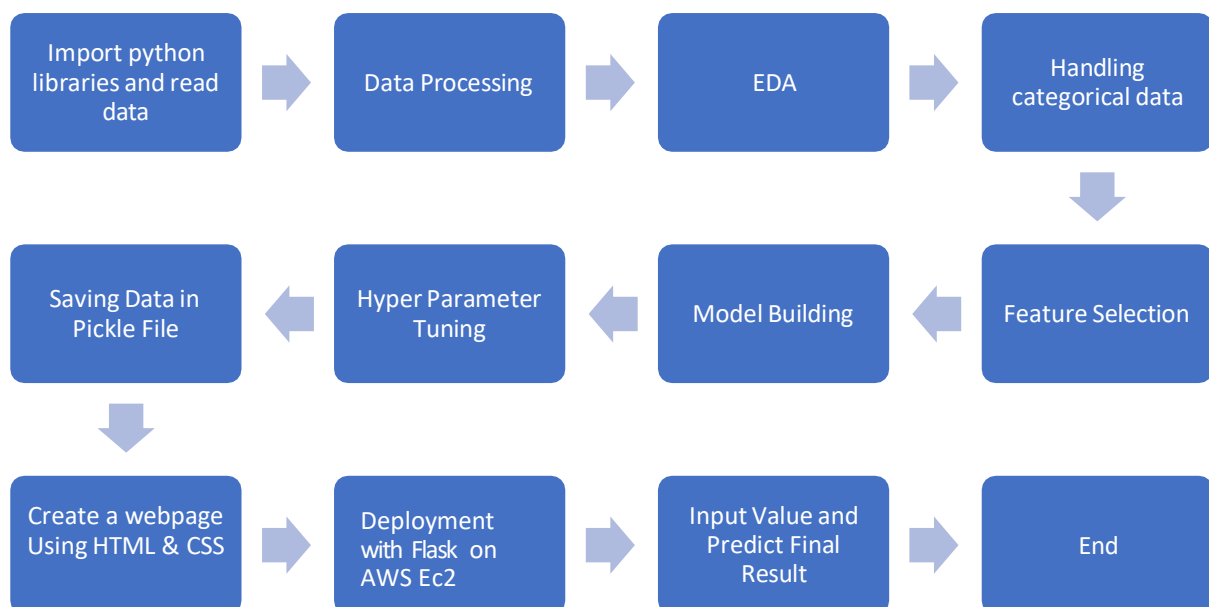 Import python
libraries and read
data
Data Processing
EDA
Handling
categorical data
Feature Selection
Model Building
Hyper Parameter
Tuning
Saving Data in
Pickle File
Create a webpage
Using HTML & CSS
Deployment
with Flask on
AWS Ec2
Input Value and
Predict Final
Result
End